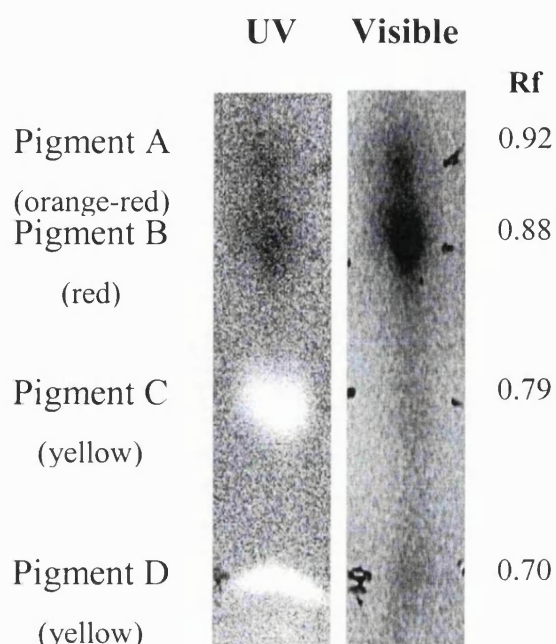 UV Visible
Rf
Pigment A 0.92
(orange-red)
Pigment B 0.88
(red)
Pigment C 0.79
(yellow)
Pigment D 0.70
(yellow)